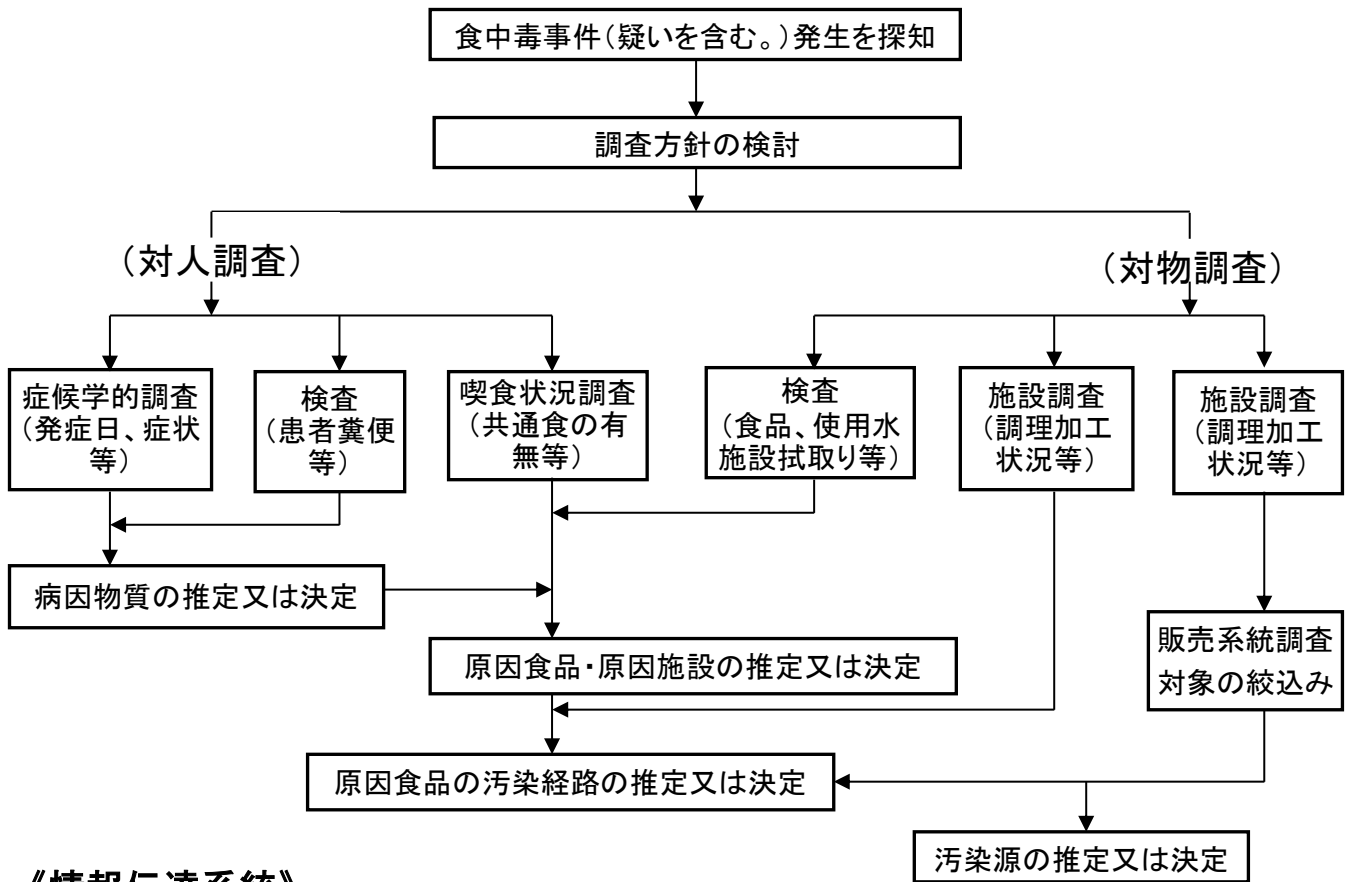 食中毒事件（疑いを含む。）発生を探知
調査方針の検討
（対人調査）
（対物調査）
症候学的調査
（発症日、症状
等）
検査
（患者糞便
等）
喫食状況調査
（共通食の有
無等）
検査
（食品、使用水
施設拭取り等）
施設調査
（調理加工
状況等）
施設調査
（調理加工
状況等）
病因物質の推定又は決定
原因食品・原因施設の推定又は決定
販売系統調査
対象の絞込み
原因食品の汚染経路の推定又は決定
汚染源の推定又は決定
《情報伝達系統》